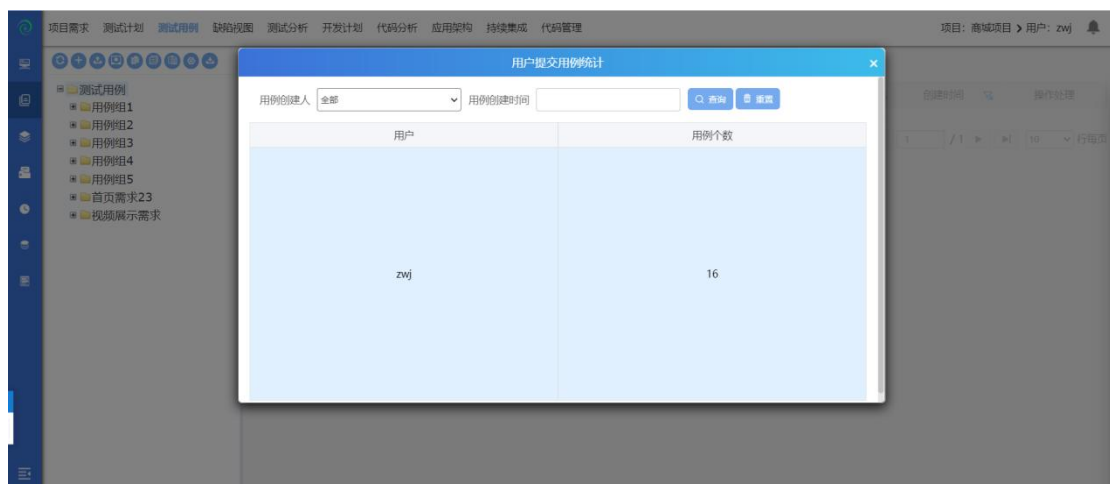 项目需求 测试计划 测试用例 缺陷视图 测试分析 开发计划 代码分析 应用架构 持续集成 代码管理 项目：商城项目 用户：zwj
用户提交用例统计
测试用例
用例组1
用例组2
用例组3
用例组4
用例组5
首页需求23
视频展示需求
用例创建人 全部 用例创建时间 查询 重置
创建时间 操作处理
用户 用例个数
1 / 1 10 行每页
zwj 16